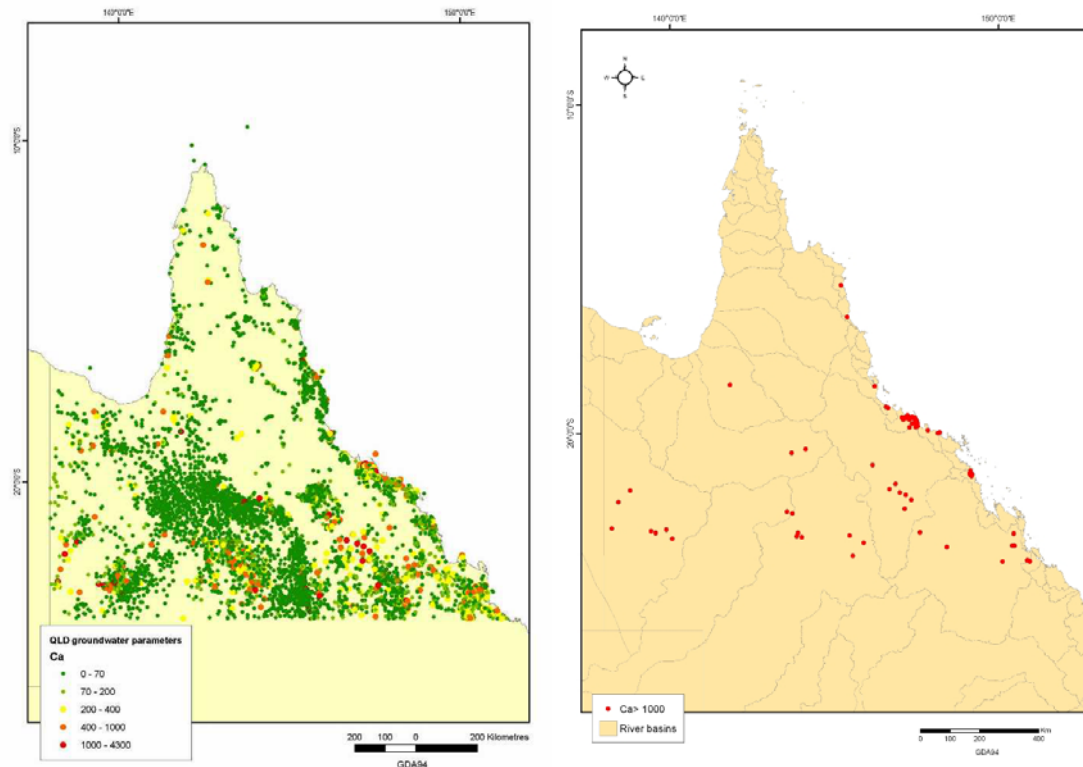 140°0'0"E
150°0'0"E
10°0'0"S
20°0'0"S
QLD groundwater parameters
Ca
0 - 70
70 - 200
200 - 400
400 - 1000
1000 - 4300
200 100 0 200 Kilometres
GDA94
140°0'0"E
150°0'0"E
N
W E
S
10°0'0"S
20°0'0"S
Ca> 1000
River basins
0 100 200 400 Km
GDA94